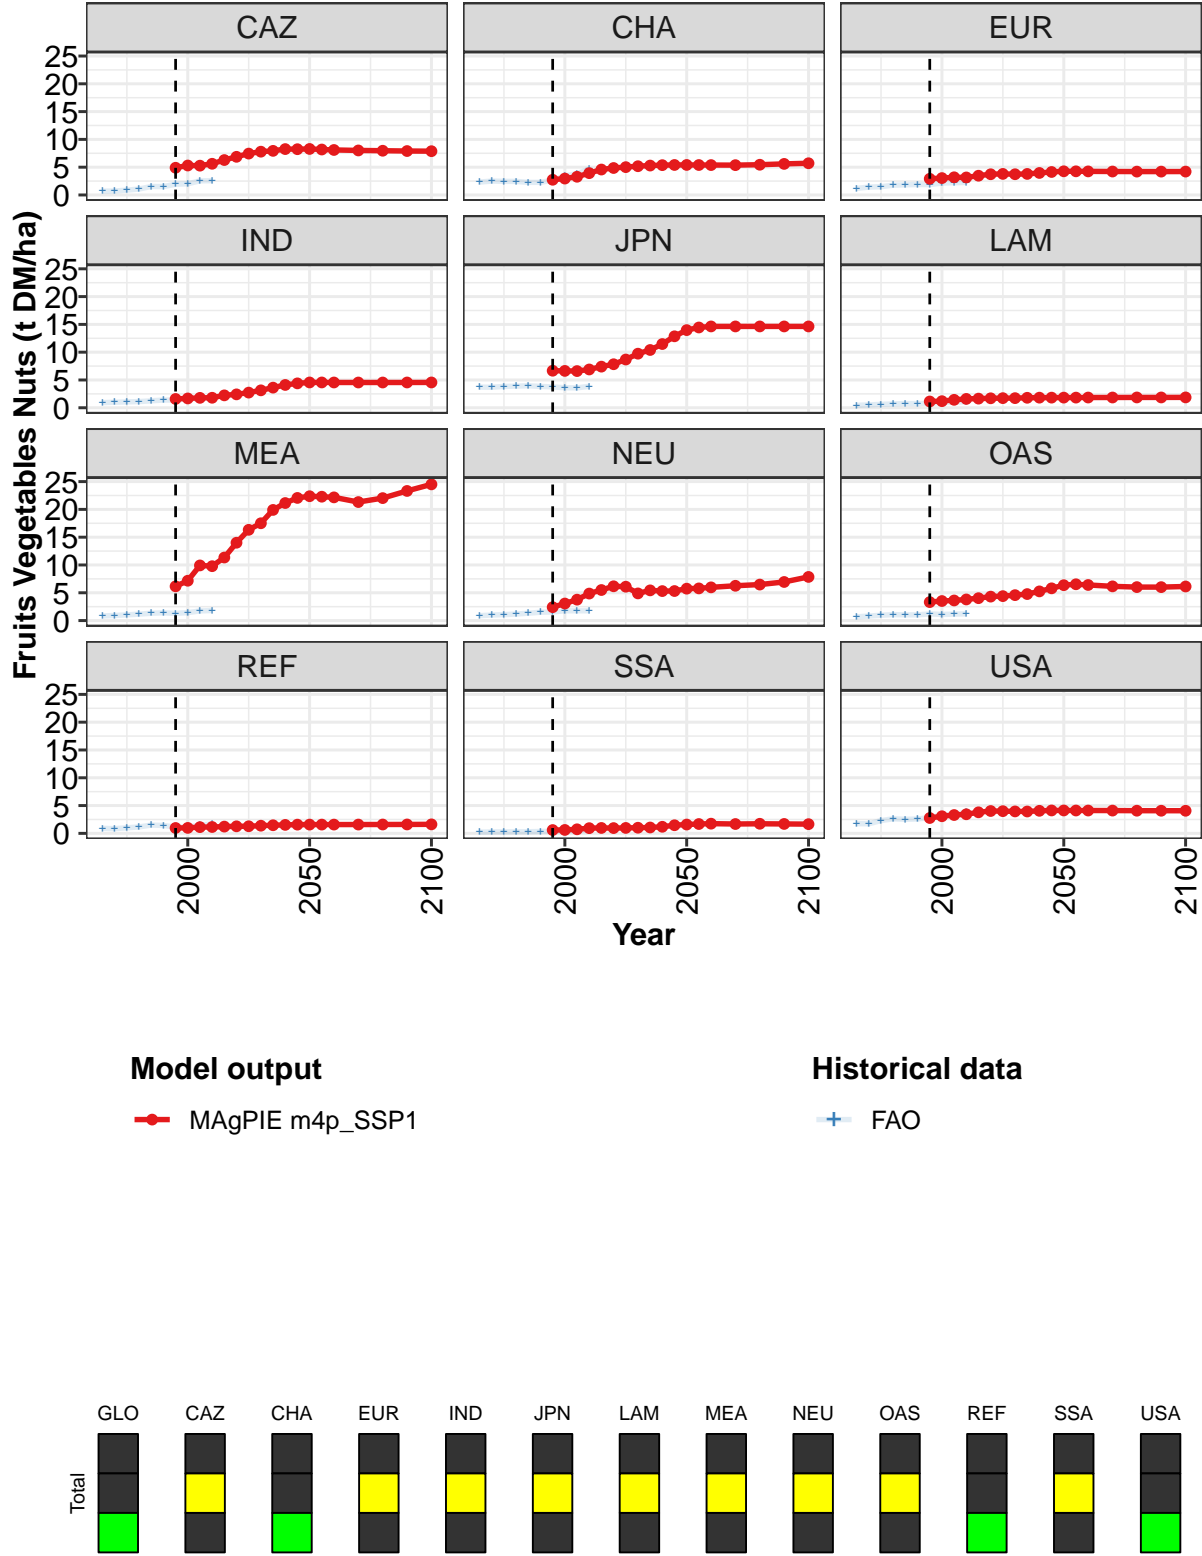 CAZ CHA EUR
25
20
15
10
5
0
IND JPN LAM
25
20
15
10
5
0
Fruits Vegetables Nuts (t DM/ha)
MEA NEU OAS
25
20
15
10
5
0
REF SSA USA
25
20
15
10
5
0
2000 2050 2100 2000 2050 2100 2000 2050 2100
Year
Model output
MAgPIE m4p_SSP1
Historical data
FAO
GLO CAZ CHA EUR IND JPN LAM MEA NEU OAS REF SSA USA
Total